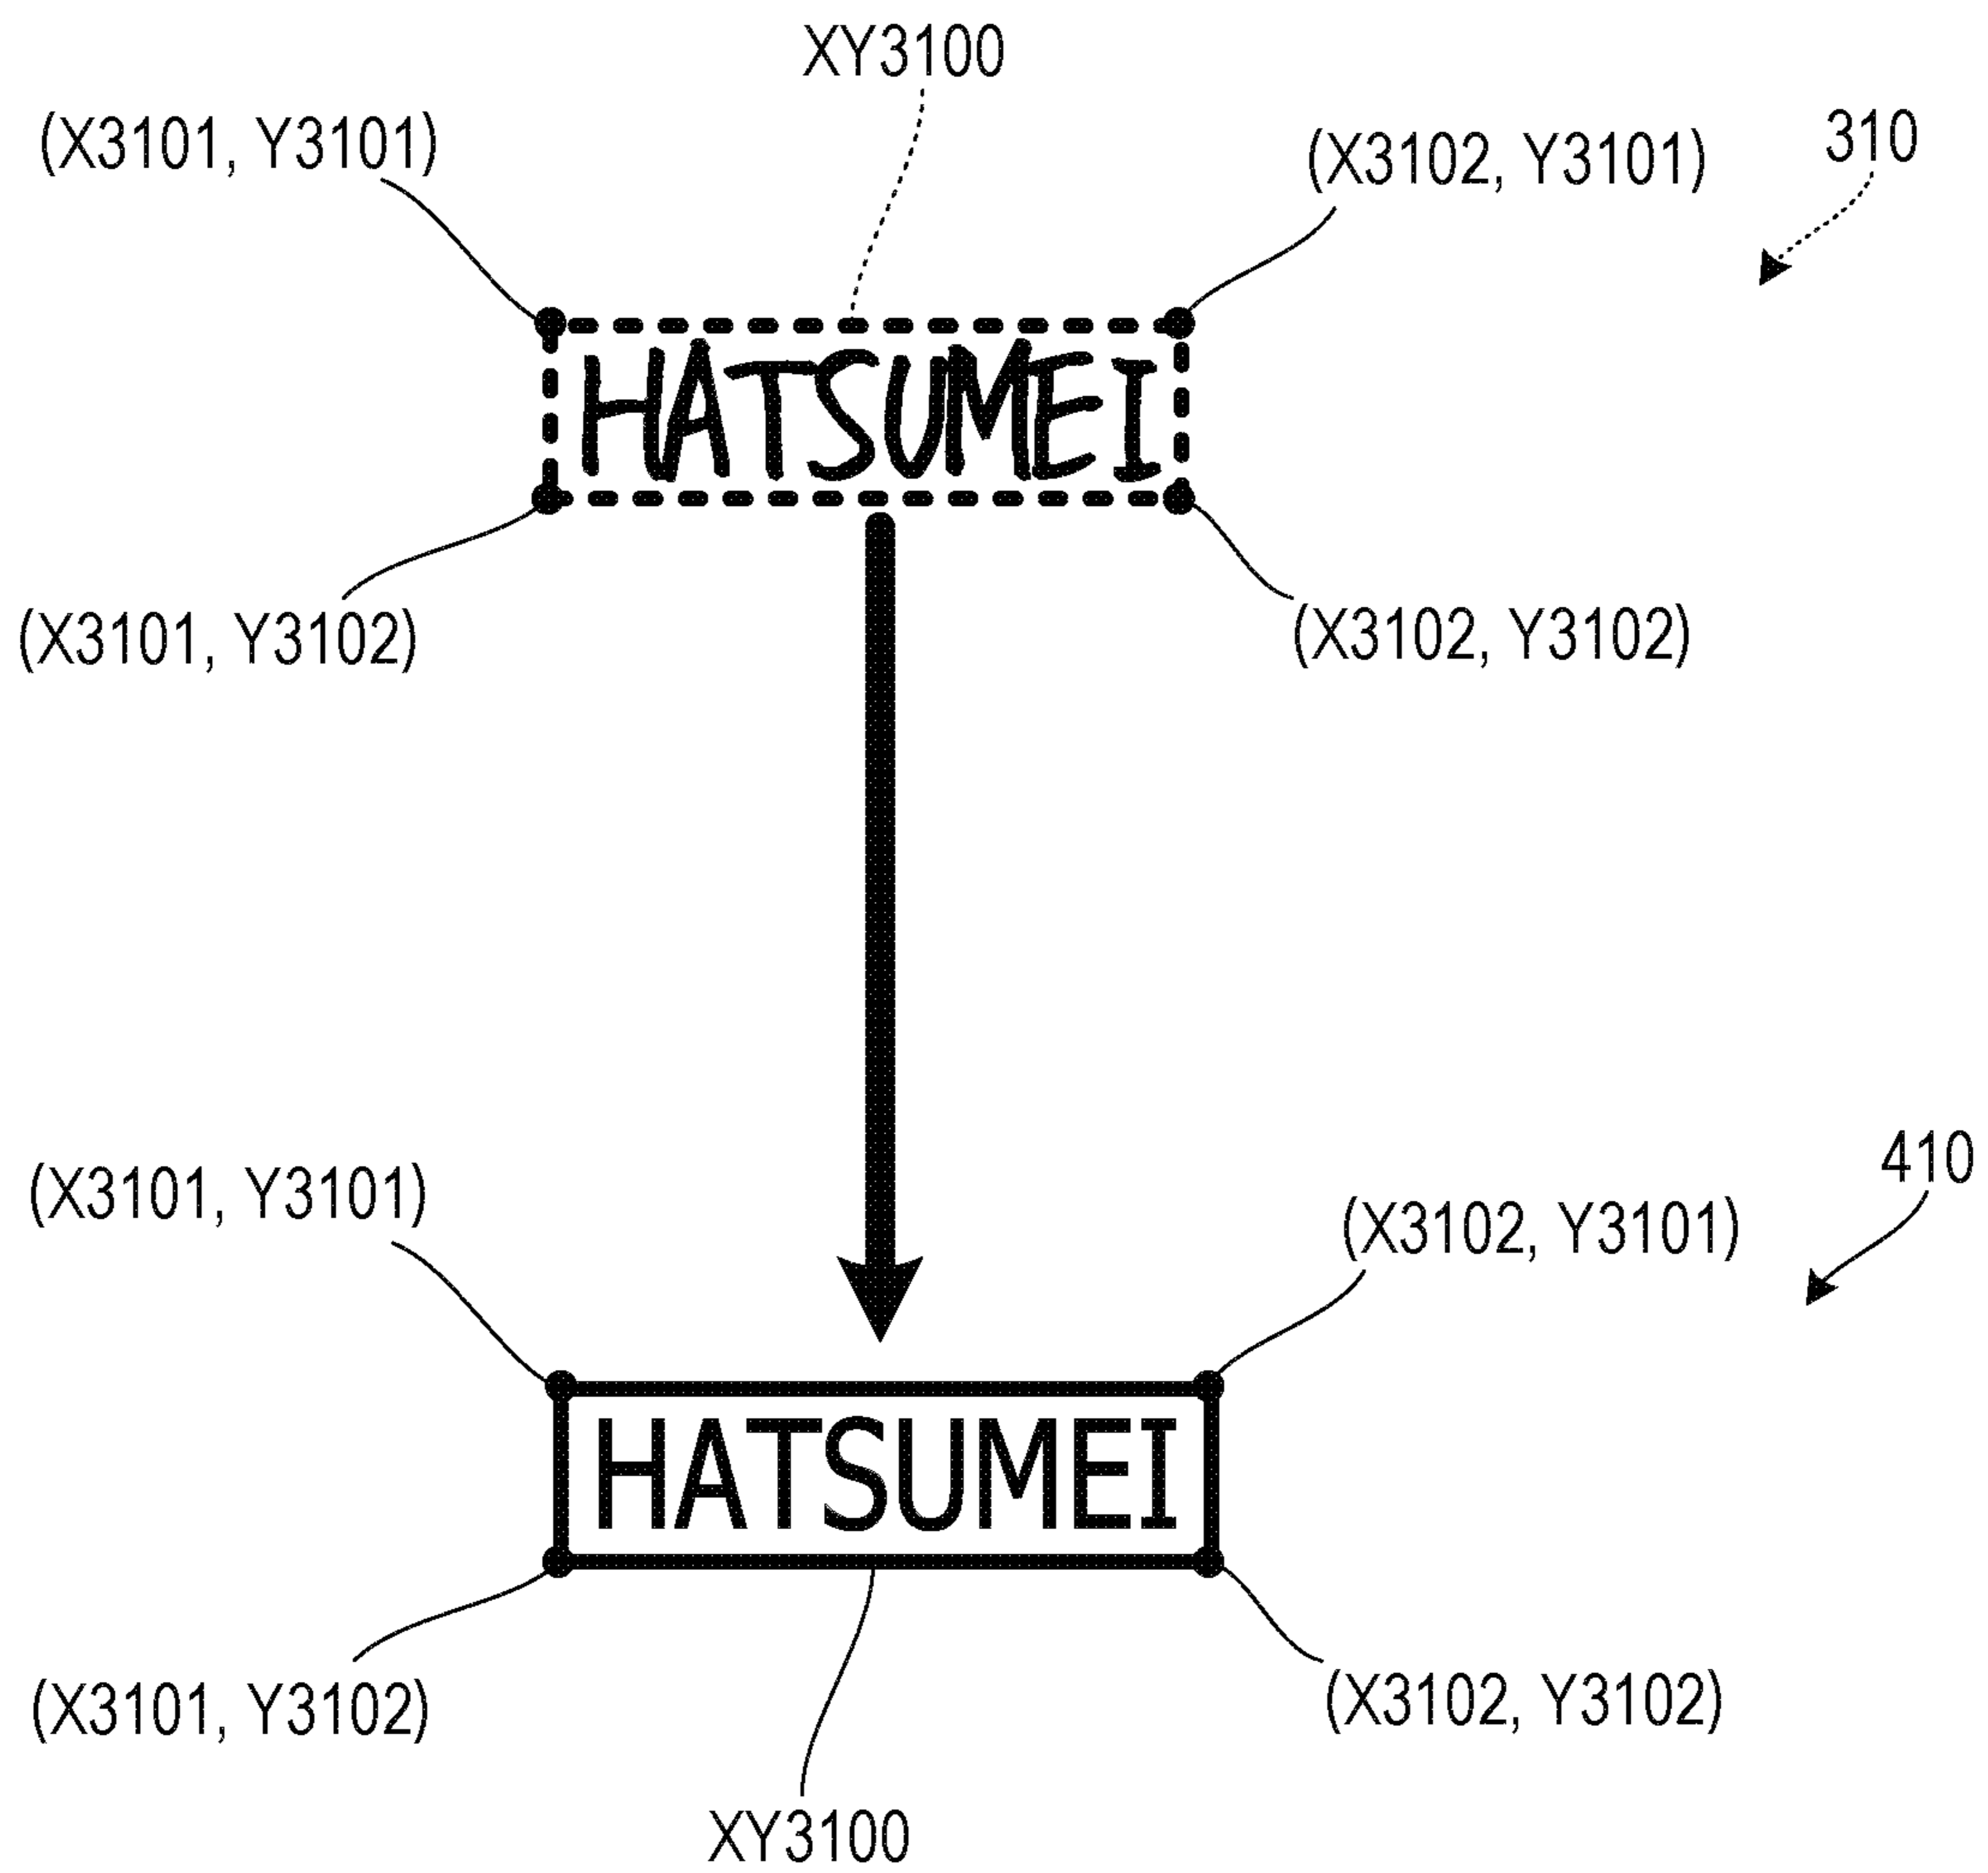 XY3100
(X3101, Y3101)
(X3102, Y3101)
310
HATSUMEI
(X3101, Y3102)
(X3102, Y3102)
(X3101, Y3101)
(X3102, Y3101)
410
HATSUMEI
(X3101, Y3102)
(X3102, Y3102)
XY3100